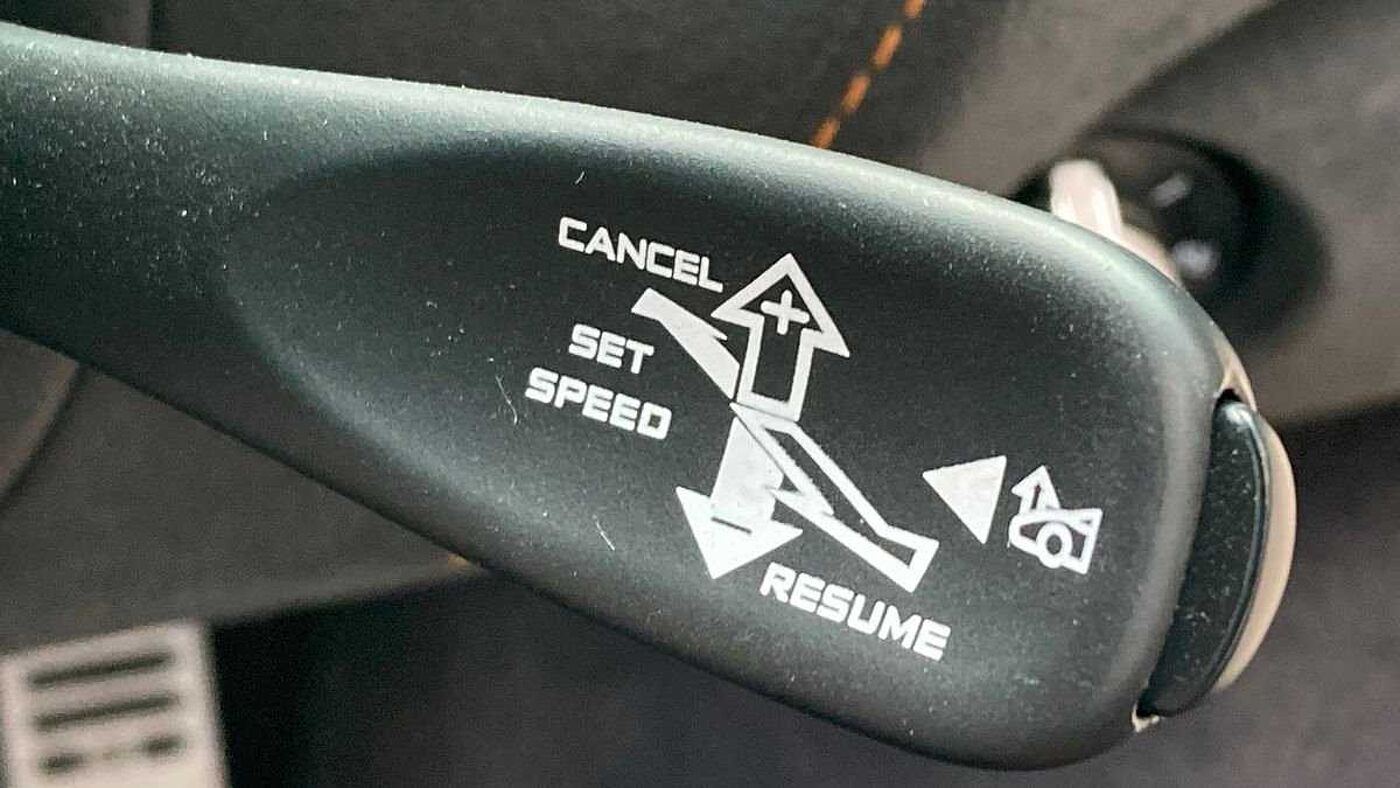 CANCEL
+
SET
SPEED
-
RESUME